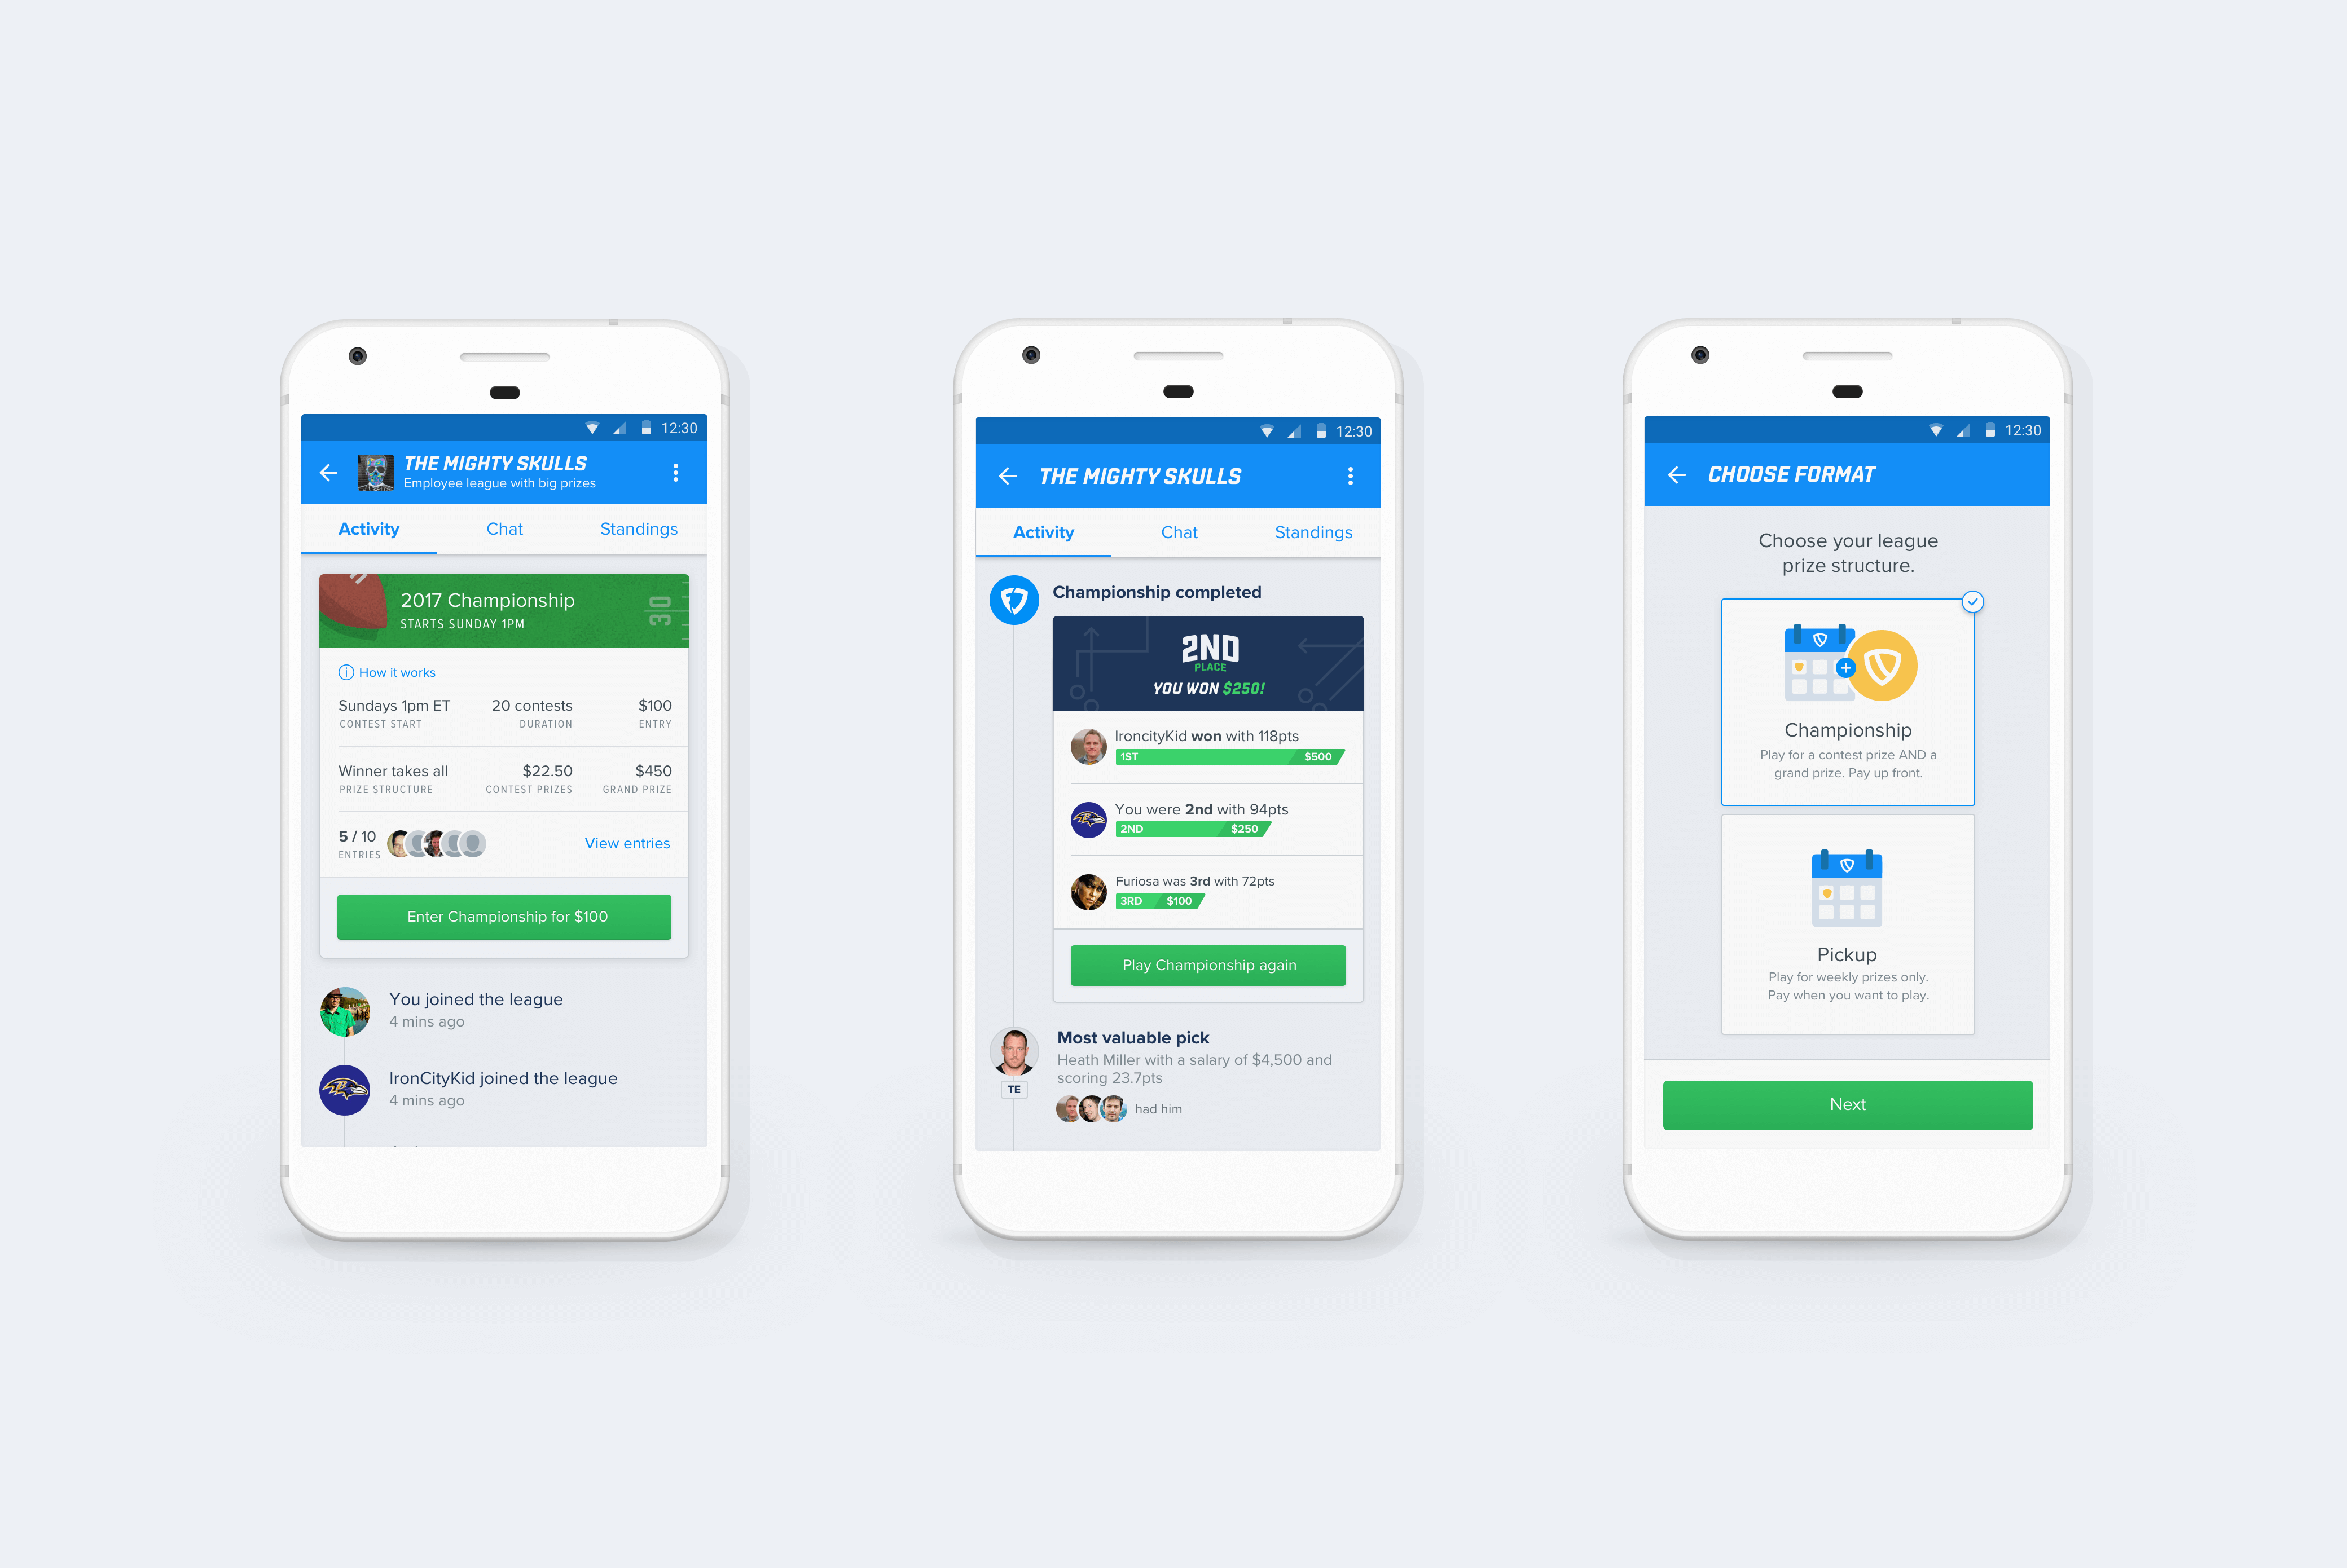 12:30
THE MIGHTY SKULLS
Employee league with big prizes
Activity Chat Standings
2017 Championship
STARTS SUNDAY 1PM
30
How it works
Sundays 1pm ET 20 contests $100
CONTEST START DURATION ENTRY
Winner takes all $22.50 $450
PRIZE STRUCTURE CONTEST PRIZES GRAND PRIZE
5 / 10
ENTRIES
View entries
Enter Championship for $100
You joined the league
4 mins ago
IronCityKid joined the league
4 mins ago
12:30
THE MIGHTY SKULLS
Activity Chat Standings
Championship completed
2ND
PLACE
YOU WON $250!
IroncityKid won with 118pts
1ST $500
You were 2nd with 94pts
2ND $250
Furiosa was 3rd with 72pts
3RD $100
Play Championship again
Most valuable pick
Heath Miller with a salary of $4,500 and
scoring 23.7pts
TE
had him
12:30
CHOOSE FORMAT
Choose your league
prize structure.
Championship
Play for a contest prize AND a
grand prize. Pay up front.
Pickup
Play for weekly prizes only.
Pay when you want to play.
Next